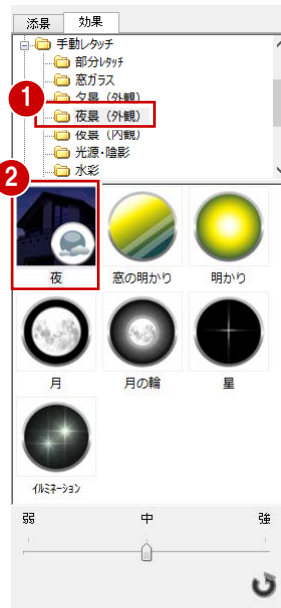 添景 効果
手動レタッチ
部分ﾚﾀｯﾁ
窓ガラス
1
夕景（外観）
夜景（外観）
夜景（内観）
光源･陰影
2
水彩
夜 窓の明かり 明かり
月 月の輪 星
ｲﾙﾐﾈｰｼｮﾝ
弱 中 強